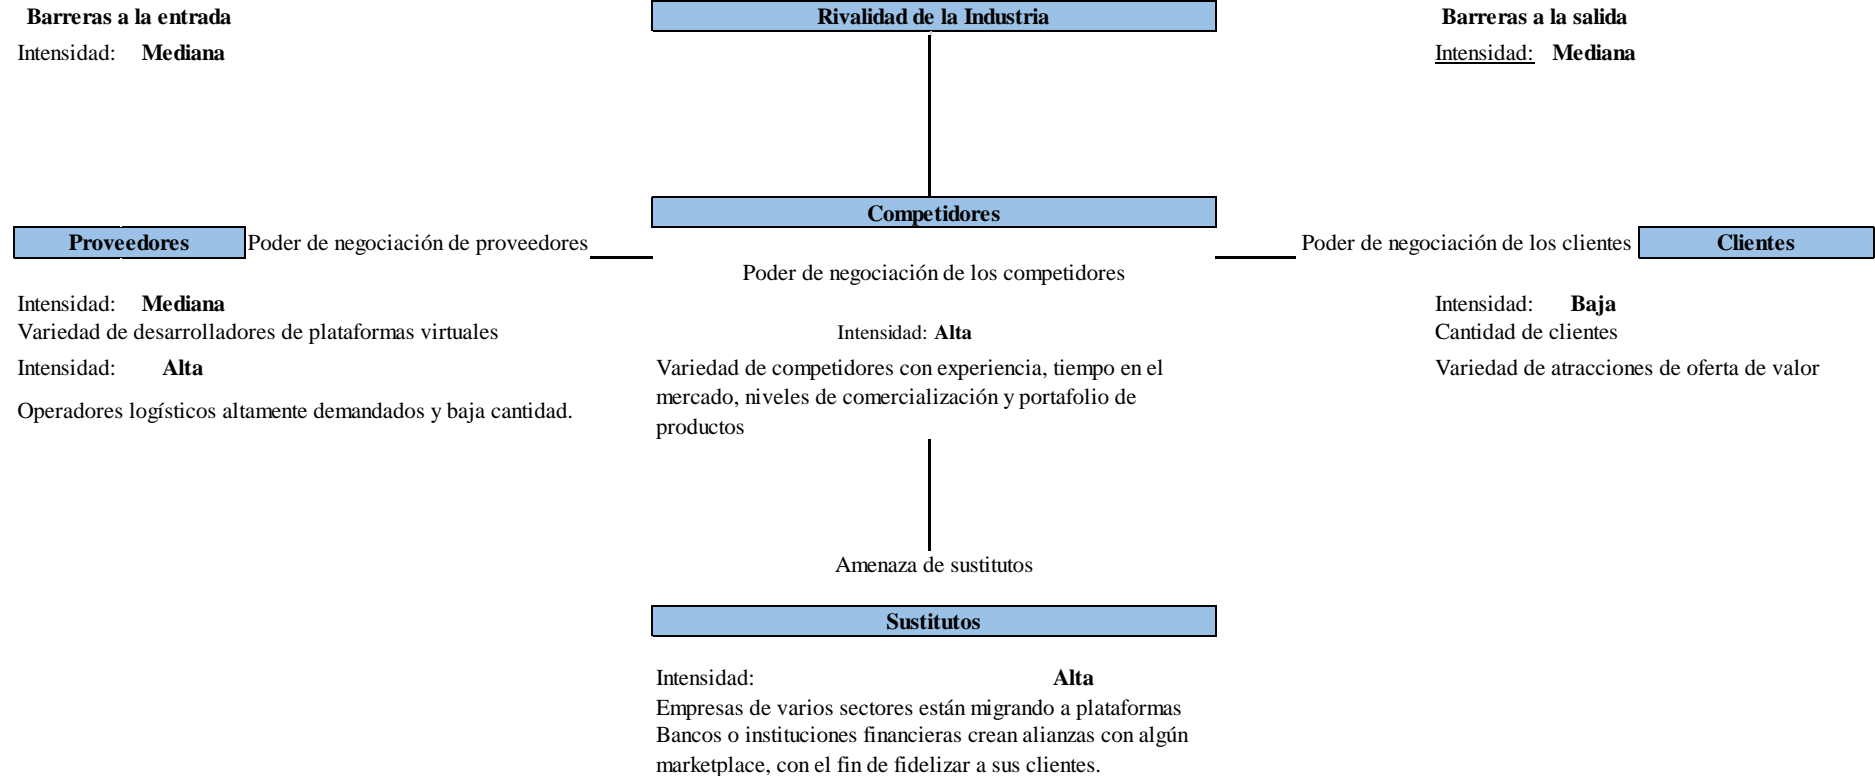 Barreras a la entrada
Intensidad: Mediana
Rivalidad de la Industria
Barreras a la salida
Intensidad: Mediana
Competidores
Proveedores
Poder de negociación de proveedores
Poder de negociación de los clientes
Clientes
Poder de negociación de los competidores
Intensidad: Mediana
Variedad de desarrolladores de plataformas virtuales
Intensidad: Alta
Operadores logísticos altamente demandados y baja cantidad.
Intensidad: Alta
Variedad de competidores con experiencia, tiempo en el
mercado, niveles de comercialización y portafolio de
productos
Intensidad: Baja
Cantidad de clientes
Variedad de atracciones de oferta de valor
Amenaza de sustitutos
Sustitutos
Intensidad: Alta
Empresas de varios sectores están migrando a plataformas
Bancos o instituciones financieras crean alianzas con algún
marketplace, con el fin de fidelizar a sus clientes.